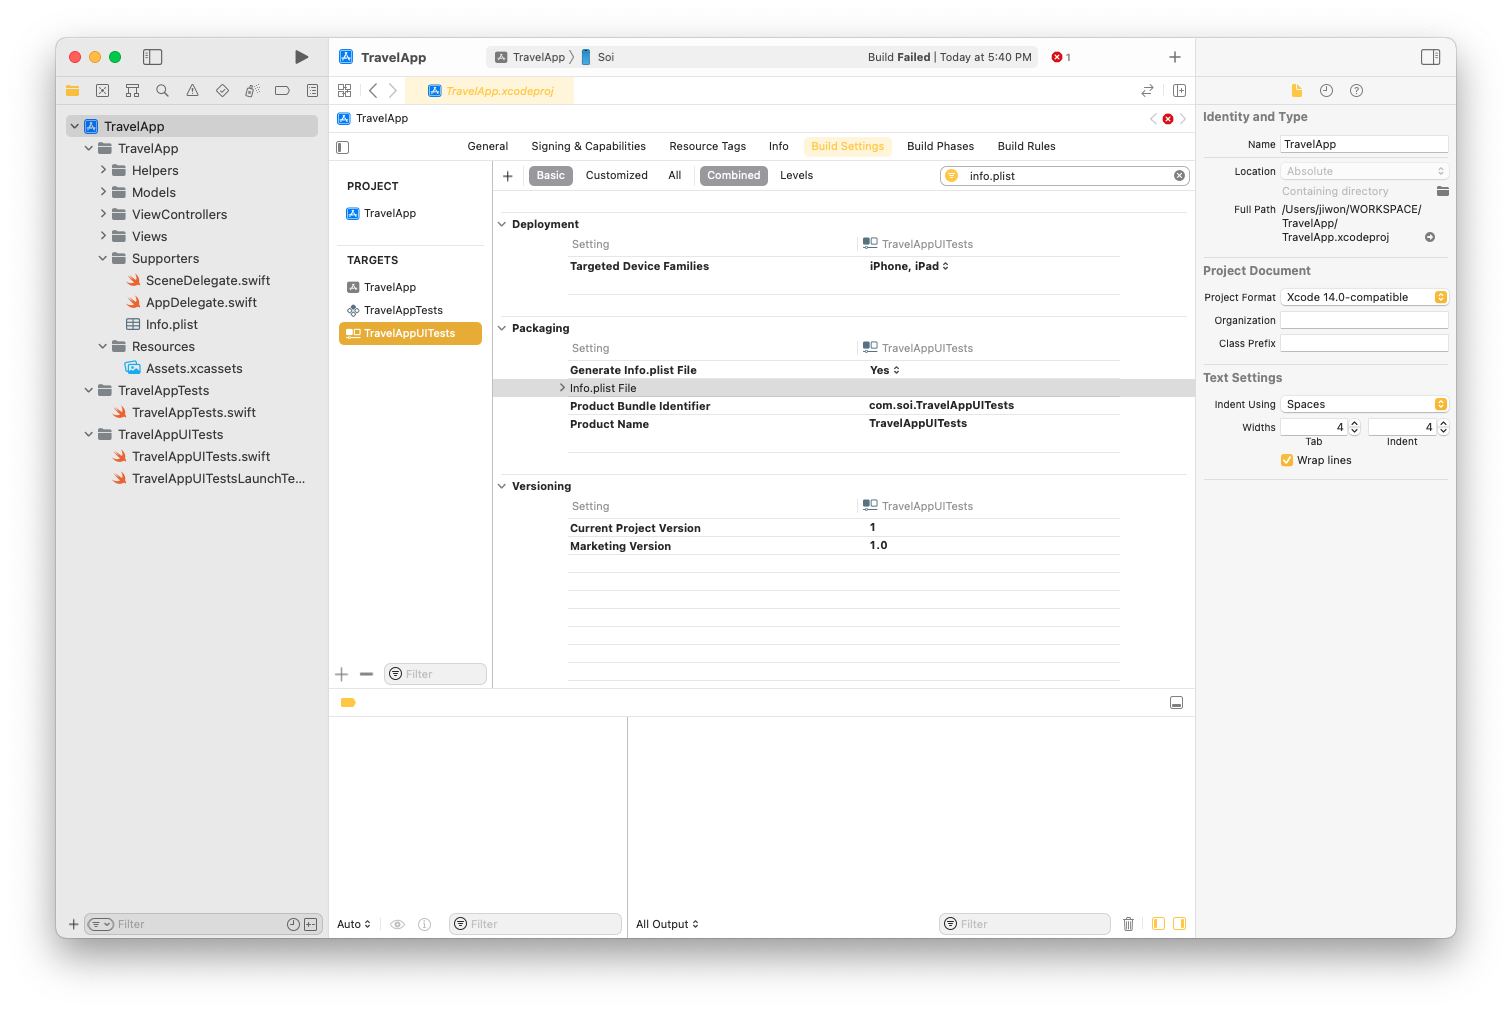 TravelApp
TravelApp
Soi
Build Failed | Today at 5:40 PM
1
TravelApp.xcodeproj
TravelApp
TravelApp
TravelApp
Helpers
Models
ViewControllers
Views
Supporters
SceneDelegate.swift
AppDelegate.swift
Info.plist
Resources
Assets.xcassets
TravelAppTests
TravelAppTests.swift
TravelAppUITests
TravelAppUITests.swift
TravelAppUITestsLaunchTe...
Filter
General
Signing & Capabilities
Resource Tags
Info
Build Settings
Build Phases
Build Rules
PROJECT
TravelApp
TARGETS
TravelApp
TravelAppTests
TravelAppUITests
Filter
Basic
Customized
All
Combined
Levels
info.plist
Deployment
Setting
TravelAppUITests
Targeted Device Families
iPhone, iPad
Packaging
Setting
TravelAppUITests
Generate Info.plist File
Yes
Info.plist File
Product Bundle Identifier
com.soi.TravelAppUITests
Product Name
TravelAppUITests
Versioning
Setting
TravelAppUITests
Current Project Version
1
Marketing Version
1.0
Auto
Filter
All Output
Filter
Identity and Type
Name
TravelApp
Location
Absolute
Containing directory
Full Path
/Users/jiwon/WORKSPACE/
TravelApp/
TravelApp.xcodeproj
Project Document
Project Format
Xcode 14.0-compatible
Organization
Class Prefix
Text Settings
Indent Using
Spaces
Widths
4
4
Tab
Indent
Wrap lines